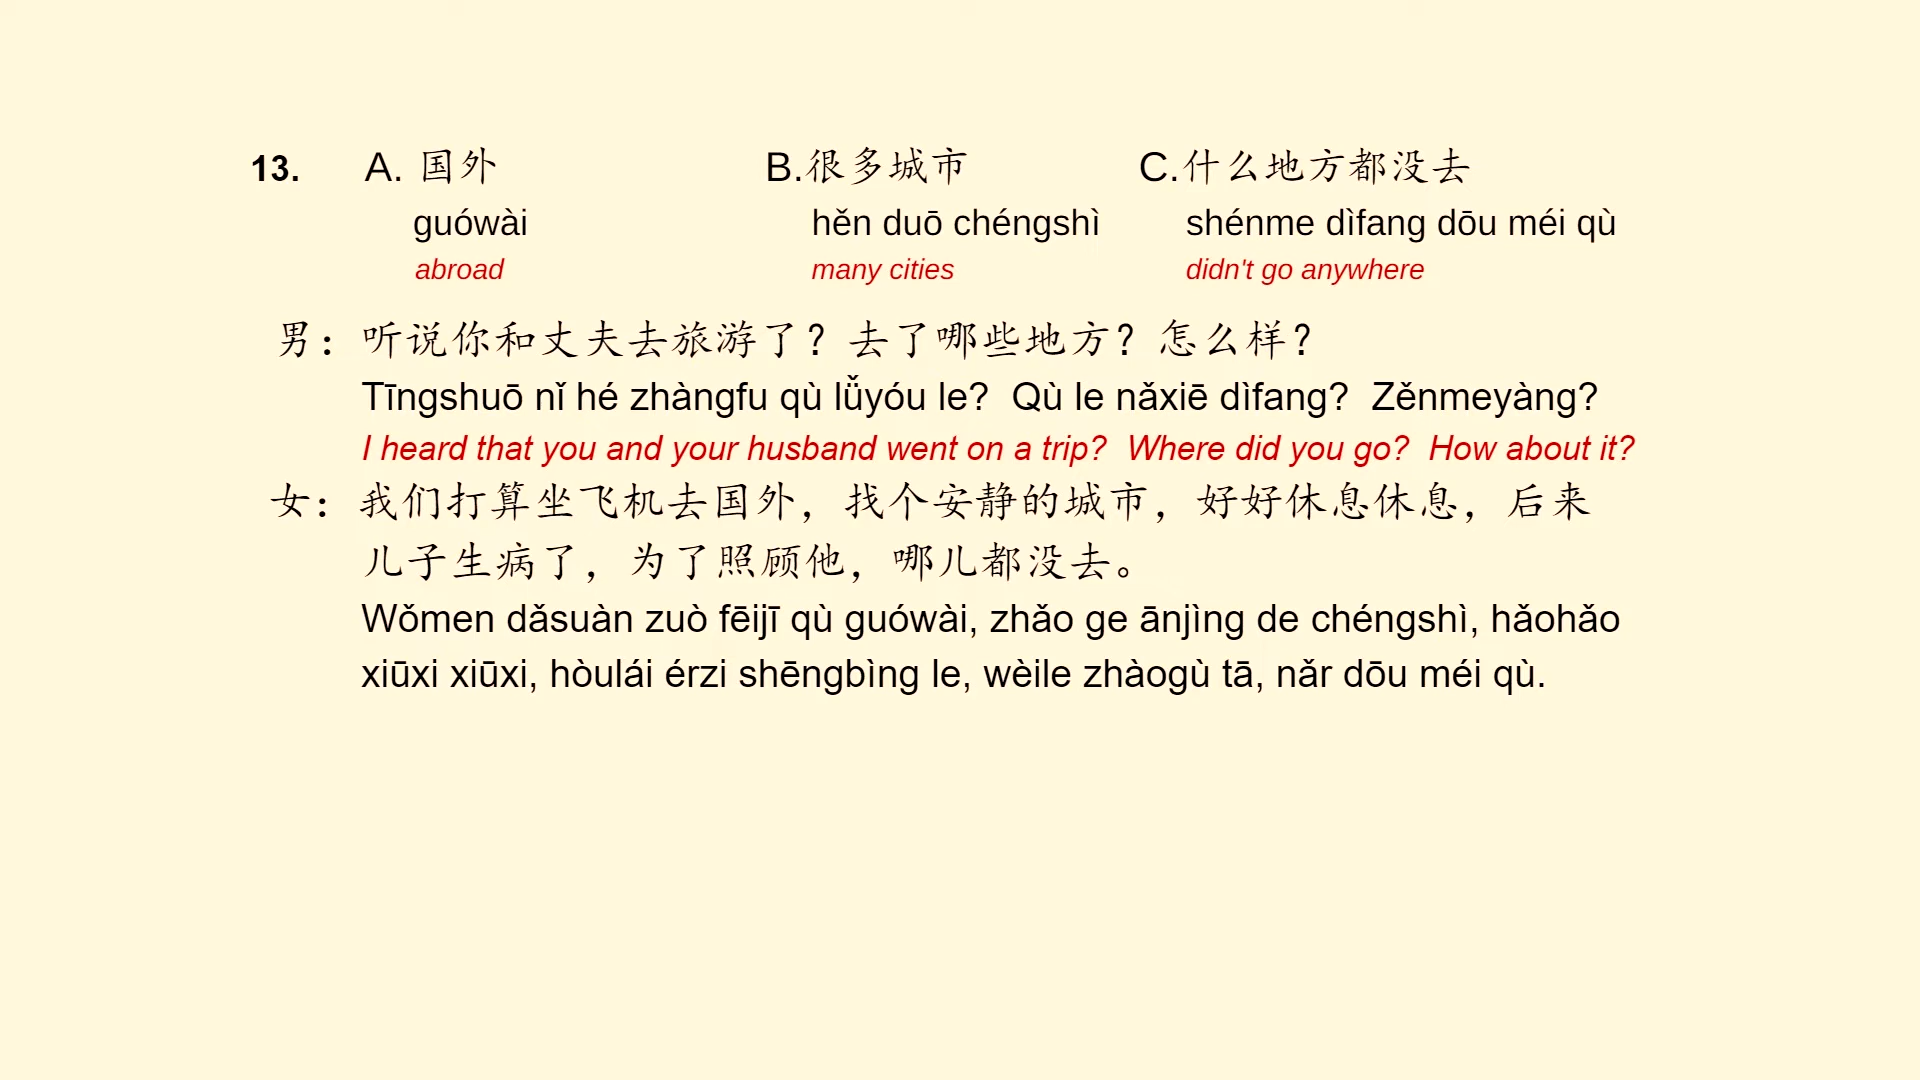 13. A. 国外 B.很多城市 C.什么地方都没去
guówài hěn duō chéngshì shénme dìfang dōu méi qù
abroad many cities didn't go anywhere
男：听说你和丈夫去旅游了？去了哪些地方？怎么样？
Tīngshuō nǐ hé zhàngfu qù lǚyóu le? Qù le nǎxiē dìfang? Zěnmeyàng?
I heard that you and your husband went on a trip? Where did you go? How about it?
女：我们打算坐飞机去国外，找个安静的城市，好好休息休息，后来
儿子生病了，为了照顾他，哪儿都没去。
Wǒmen dǎsuàn zuò fēijī qù guówài, zhǎo ge ānjìng de chéngshì, hǎohǎo
xiūxi xiūxi, hòulái érzi shēngbìng le, wèile zhàogù tā, nǎr dōu méi qù.